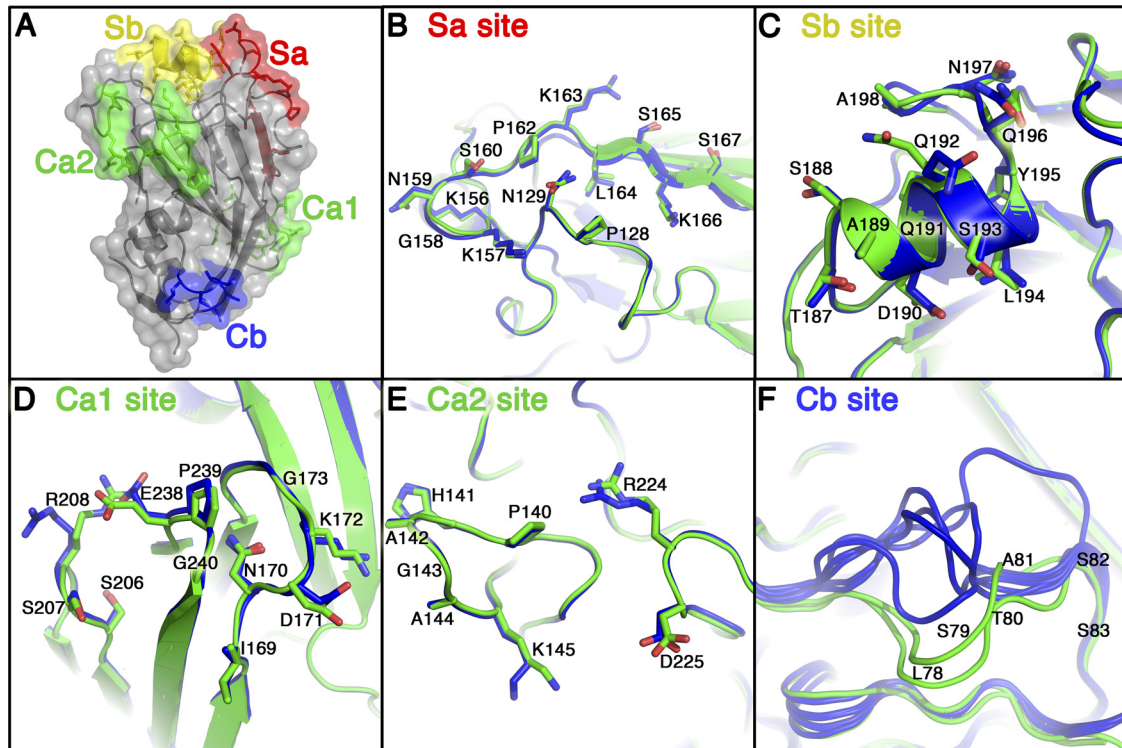 A
Sb
Sa
Ca2
Ca1
Cb
B Sa site
K163
P162
S165
S160
S167
N159
K156
N129
L164
K166
G158
K157
P128
C Sb site
N197
A198
Q196
Q192
S188
Y195
A189
Q191
S193
T187
D190
L194
D Ca1 site
P239
G173
R208
E238
K172
G240
N170
S206
S207
D171
I169
E Ca2 site
R224
H141
P140
A142
G143
A144
K145
D225
F Cb site
A81
S82
S79
T80
S83
L78